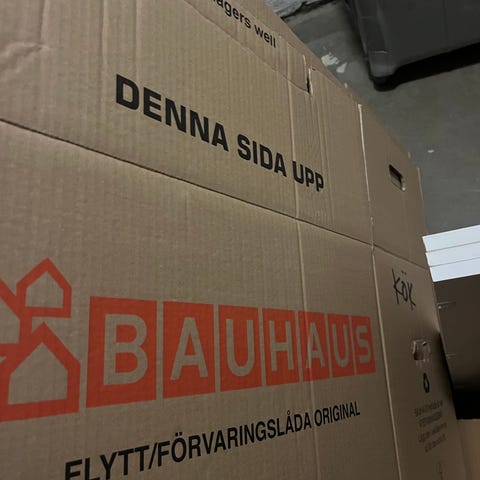 agers well
DENNA SIDA UPP
KÖK
BAUHAUS
FLYTT/FÖRVARINGSLÅDA ORIGINAL